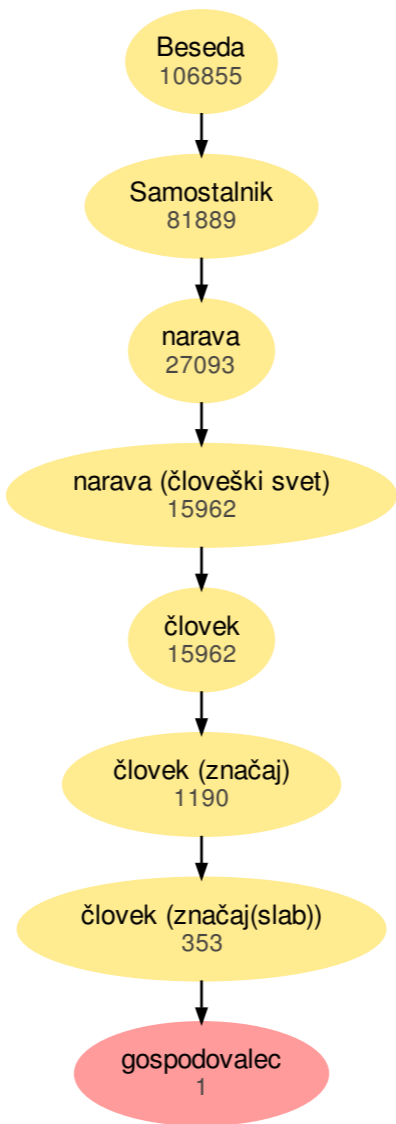 Beseda
106855
Samostalnik
81889
narava
27093
narava (človeški svet)
15962
človek
15962
človek (značaj)
1190
človek (značaj(slab))
353
gospodovalec
1